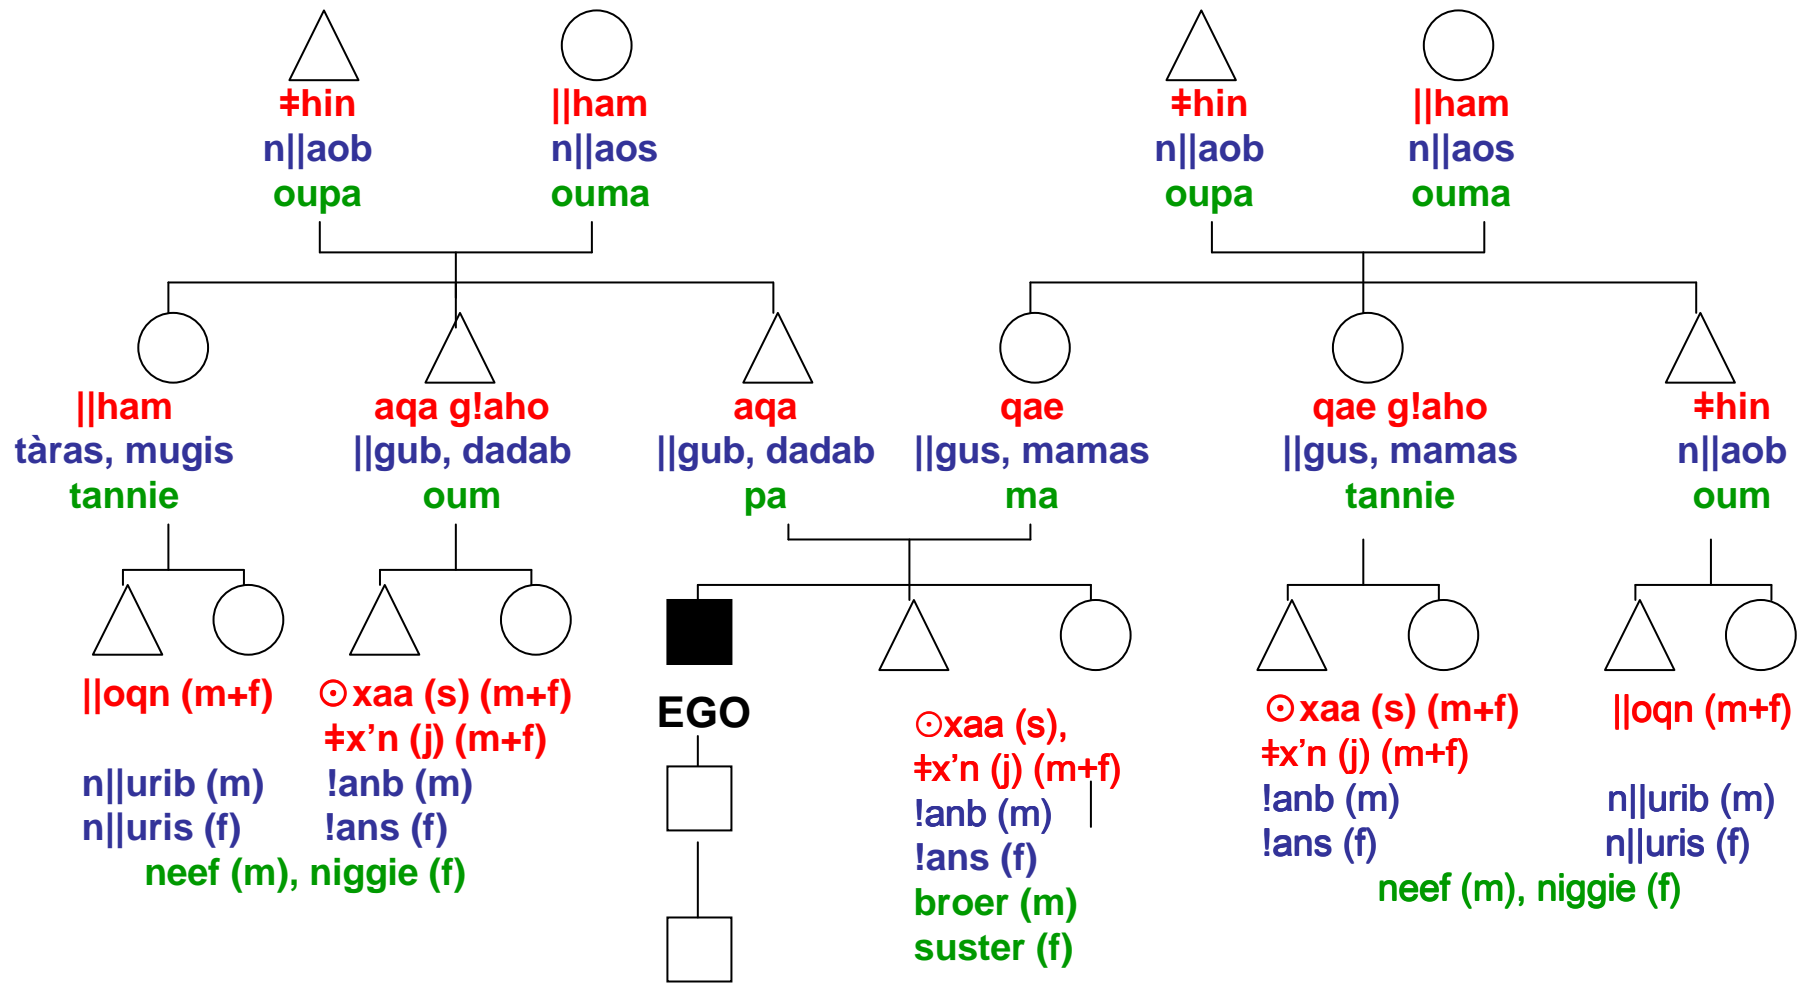 ǂhin ||ham ǂhin ||ham
n||aob n||aos n||aob n||aos
oupa ouma oupa ouma
||ham aqa g!aho aqa qae qae g!aho ǂhin
tàras, mugis ||gub, dadab ||gub, dadab ||gus, mamas ||gus, mamas n||aob
tannie oum pa ma tannie oum
||oqn (m+f) ⊙xaa (s) (m+f)
ǂx’n (j) (m+f)
n||urib (m) !anb (m)
n||uris (f) !ans (f)
neef (m), niggie (f)
EGO
⊙xaa (s),
ǂx’n (j) (m+f)
!anb (m)
!ans (f)
broer (m)
suster (f)
⊙xaa (s) (m+f) ||oqn (m+f)
ǂx’n (j) (m+f)
!anb (m) n||urib (m)
!ans (f) n||uris (f)
neef (m), niggie (f)